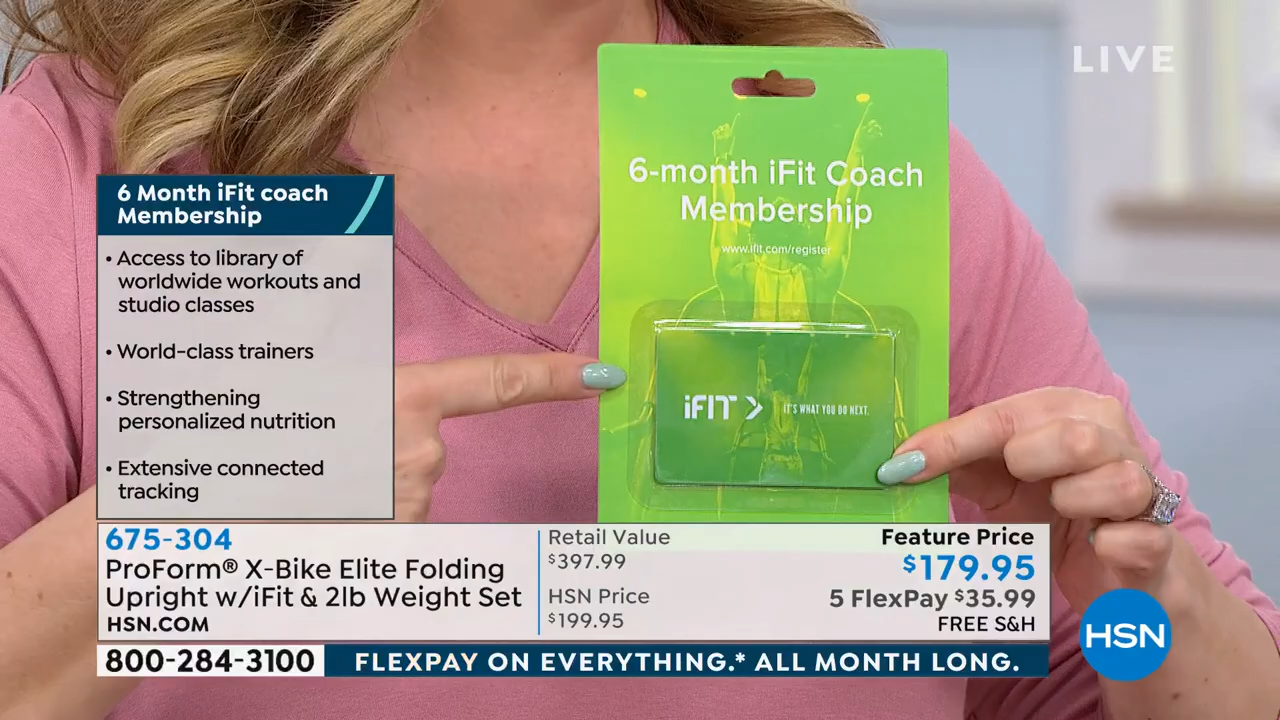 LIVE
6-month iFit Coach
Membership
www.ifit.com/register
iFIT
IT'S WHAT YOU DO NEXT.
6 Month iFit coach
Membership
• Access to library of
worldwide workouts and
studio classes
• World-class trainers
• Strengthening
personalized nutrition
• Extensive connected
tracking
675-304
ProForm® X-Bike Elite Folding
Upright w/iFit & 2lb Weight Set
HSN.COM
Retail Value
$397.99
HSN Price
$199.95
Feature Price
$179.95
5 FlexPay $35.99
FREE S&H
HSN
800-284-3100
FLEXPAY ON EVERYTHING.* ALL MONTH LONG.